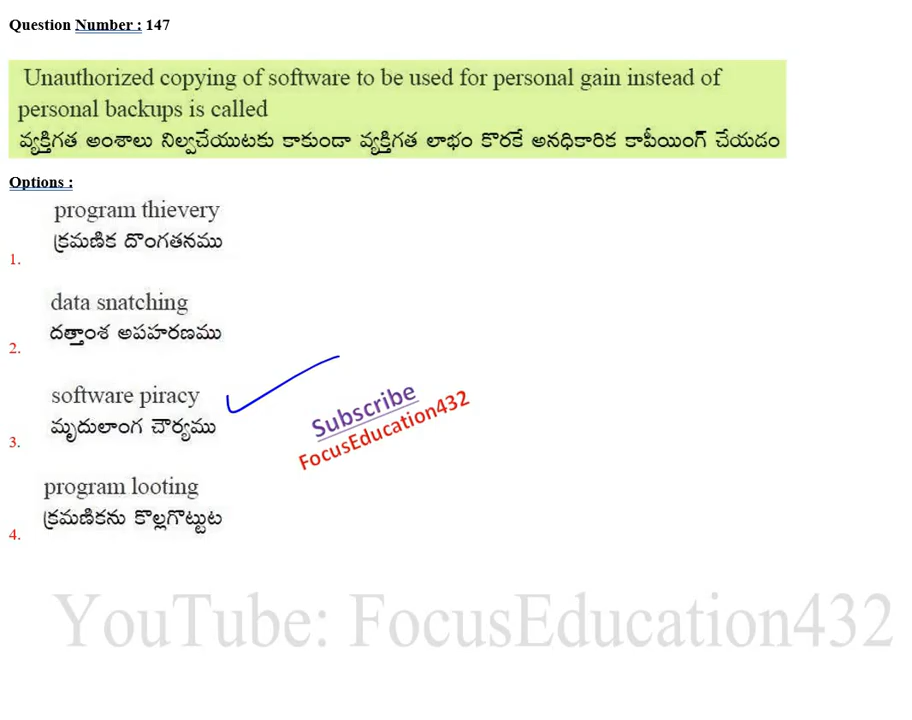 Question Number : 147
Unauthorized copying of software to be used for personal gain instead of
personal backups is called
వ్యక్తిగత అంశాలు నిల్వచేయుటకు కాకుండా వ్యక్తిగత లాభం కొరకే అనధికారిక కాపీయింగ్ చేయడం
Options :
program thievery
క్రమణిక దొంగతనము
1.
data snatching
దత్తాంశ అపహరణము
2.
software piracy
మృదులాంగ చౌర్యము
3.
Subscribe
FocusEducation432
program looting
క్రమణికను కొల్లగొట్టుట
4.
YouTube: FocusEducation432